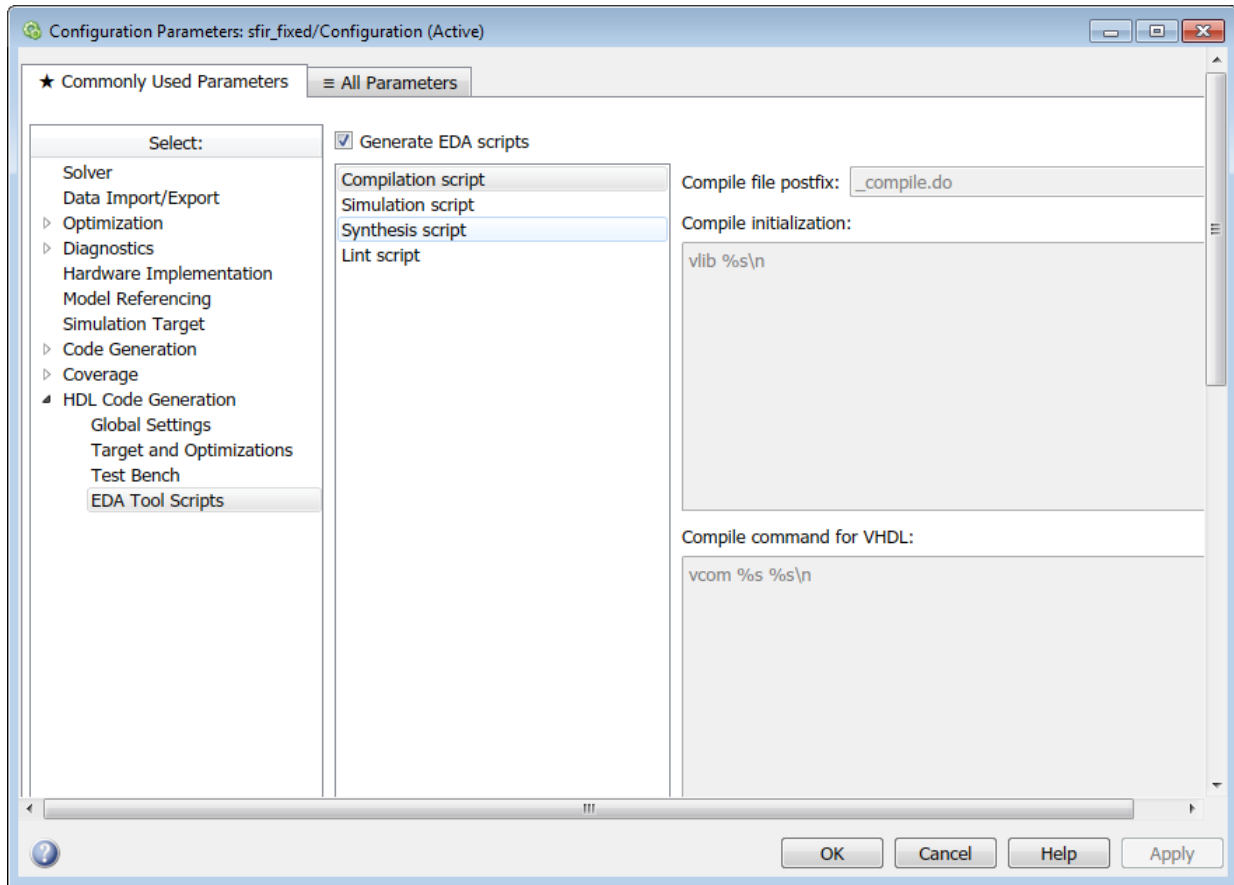 Configuration Parameters: sfir_fixed/Configuration (Active)
★ Commonly Used Parameters
≡ All Parameters
Select:
Solver
Data Import/Export
Optimization
Diagnostics
Hardware Implementation
Model Referencing
Simulation Target
Code Generation
Coverage
HDL Code Generation
Global Settings
Target and Optimizations
Test Bench
EDA Tool Scripts
Generate EDA scripts
Compilation script
Simulation script
Synthesis script
Lint script
Compile file postfix: _compile.do
Compile initialization:
vlib %s\n
Compile command for VHDL:
vcom %s %s\n
OK
Cancel
Help
Apply